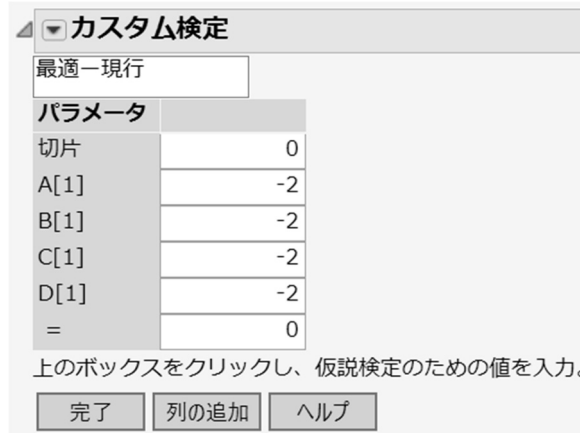 カスタム検定
最適－現行
パラメータ
切片 0
A[1] -2
B[1] -2
C[1] -2
D[1] -2
= 0
上のボックスをクリックし、仮説検定のための値を入力。
完了 列の追加 ヘルプ